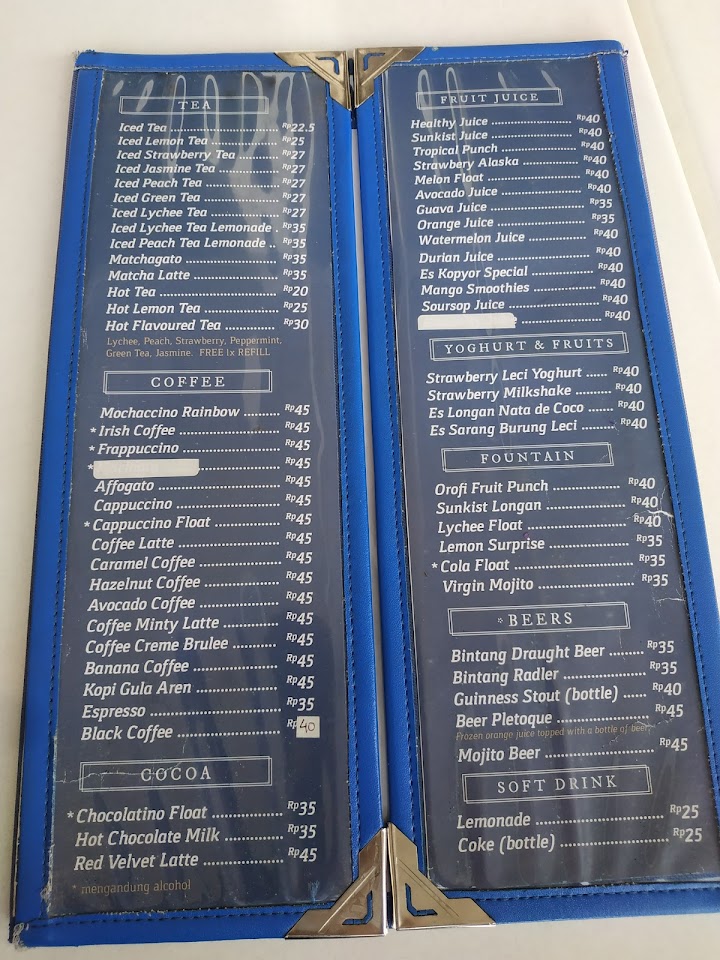 TEA
Iced Tea Rp22.5
Iced Lemon Tea Rp25
Iced Strawberry Tea Rp27
Iced Jasmine Tea Rp27
Iced Peach Tea Rp27
Iced Green Tea Rp27
Iced Lychee Tea Rp27
Iced Lychee Tea Lemonade . Rp35
Iced Peach Tea Lemonade .. Rp35
Matchagato Rp35
Matcha Latte Rp35
Hot Tea Rp20
Hot Lemon Tea Rp25
Hot Flavoured Tea Rp30
Lychee, Peach, Strawberry, Peppermint,
Green Tea, Jasmine. FREE 1x REFILL
COFFEE
Mochaccino Rainbow Rp45
*Irish Coffee Rp45
*Frappuccino Rp45
* Rp45
Affogato Rp45
Cappuccino Rp45
*Cappuccino Float Rp45
Coffee Latte Rp45
Caramel Coffee Rp45
Hazelnut Coffee Rp45
Avocado Coffee Rp45
Coffee Minty Latte Rp45
Coffee Creme Brulee Rp45
Banana Coffee Rp45
Kopi Gula Aren Rp45
Espresso Rp35
Black Coffee Rp40
COCOA
*Chocolatino Float Rp35
Hot Chocolate Milk Rp35
Red Velvet Latte Rp45
* mengandung alcohol
FRUIT JUICE
Healthy Juice Rp40
Sunkist Juice Rp40
Tropical Punch Rp40
Strawbery Alaska Rp40
Melon Float Rp40
Avocado Juice Rp40
Guava Juice Rp35
Orange Juice Rp35
Watermelon Juice Rp40
Durian Juice Rp40
Es Kopyor Special Rp40
Mango Smoothies Rp40
Soursop Juice Rp40
Rp40
YOGHURT & FRUITS
Strawberry Leci Yoghurt Rp40
Strawberry Milkshake Rp40
Es Longan Nata de Coco Rp40
Es Sarang Burung Leci Rp40
FOUNTAIN
Orofi Fruit Punch Rp40
Sunkist Longan Rp40
Lychee Float Rp40
Lemon Surprise Rp35
*Cola Float Rp35
Virgin Mojito Rp35
*BEERS
Bintang Draught Beer Rp35
Bintang Radler Rp35
Guinness Stout (bottle) Rp40
Beer Pletoque Rp45
Frozen orange juice topped with a bottle of beer.
Mojito Beer Rp45
SOFT DRINK
Lemonade Rp25
Coke (bottle) Rp25